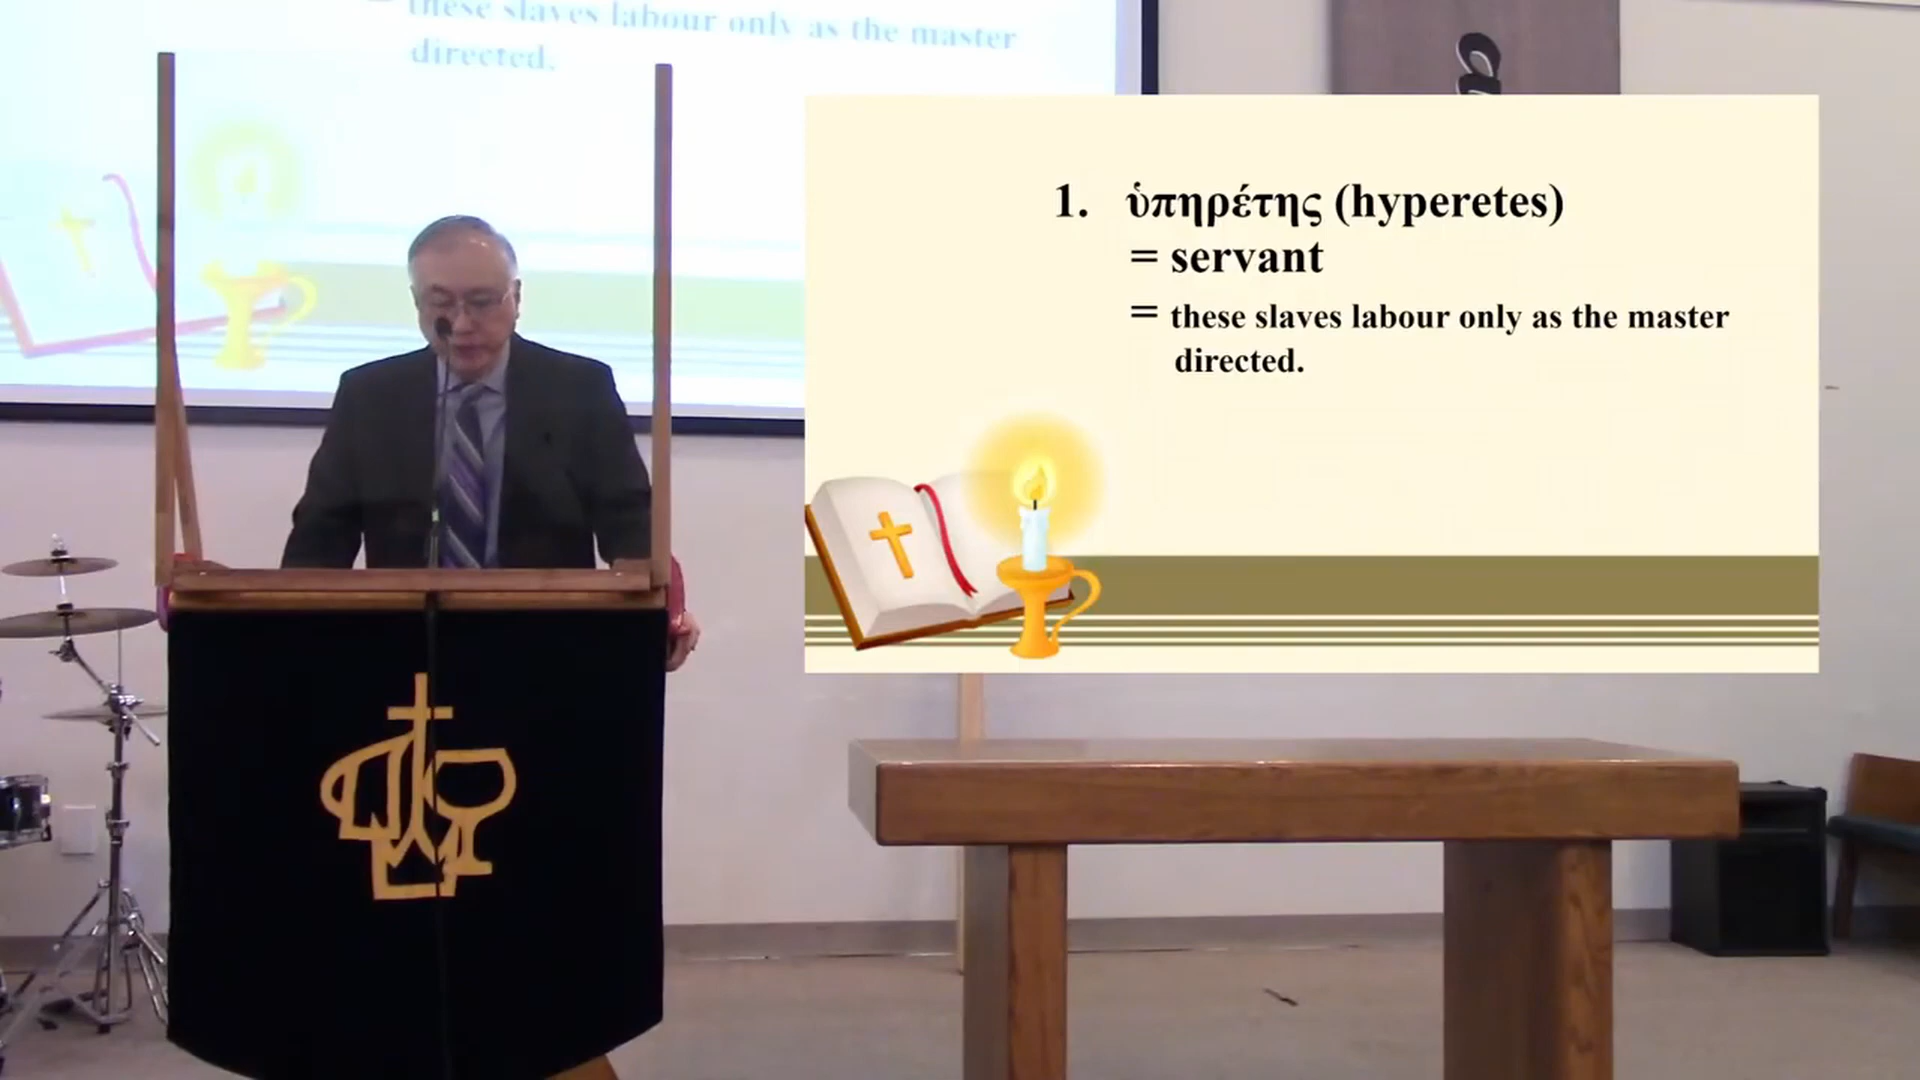 these slaves labour only as the master
directed.
1. ὑπηρέτης (hyperetes)
= servant
= these slaves labour only as the master
directed.